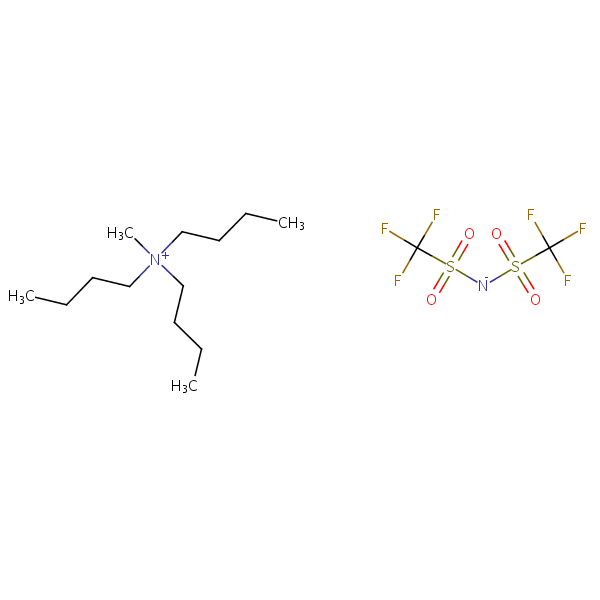 F F F F
H₃C CH₃ O O
N⁺ S S
F F
N⁻
H₃C O O
H₃C